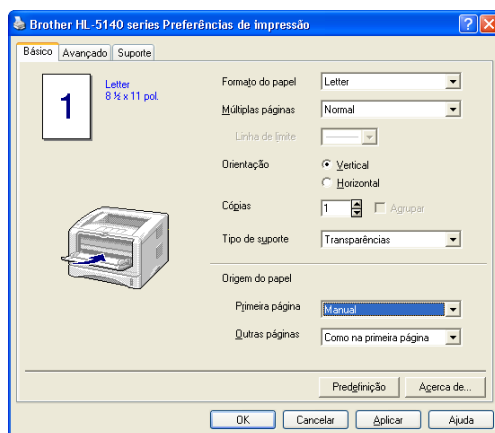 Brother HL-5140 series Preferências de impressão
Básico Avançado Suporte
1
Letter
8 ½ x 11 pol.
Formato do papel Letter
Múltiplas páginas Normal
Linha de limite
Orientação Vertical
Horizontal
Cópias 1 Agrupar
Tipo de suporte Transparências
Origem do papel
Primeira página Manual
Outras páginas Como na primeira página
Predefinição Acerca de...
OK Cancelar Aplicar Ajuda